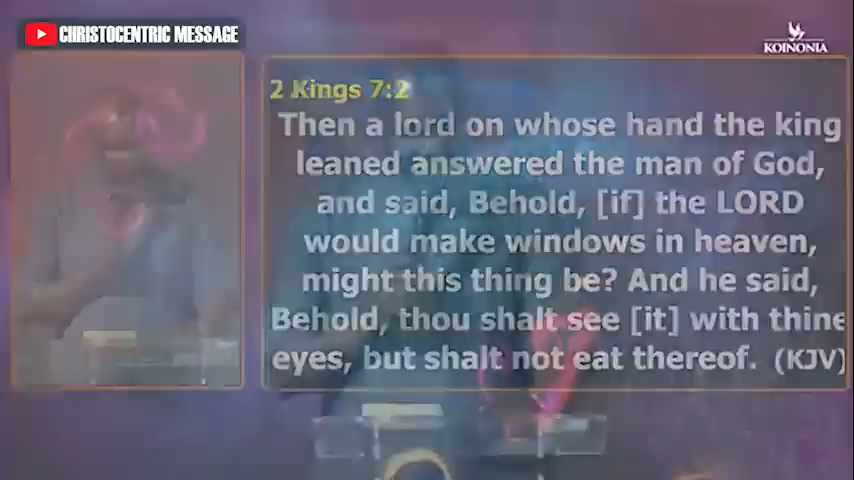 CHRISTOCENTRIC MESSAGE
KOINONIA
2 Kings 7:2
Then a lord on whose hand the king
leaned answered the man of God,
and said, Behold, [if] the LORD
would make windows in heaven,
might this thing be? And he said,
Behold, thou shalt see [it] with thine
eyes, but shalt not eat thereof. (KJV)